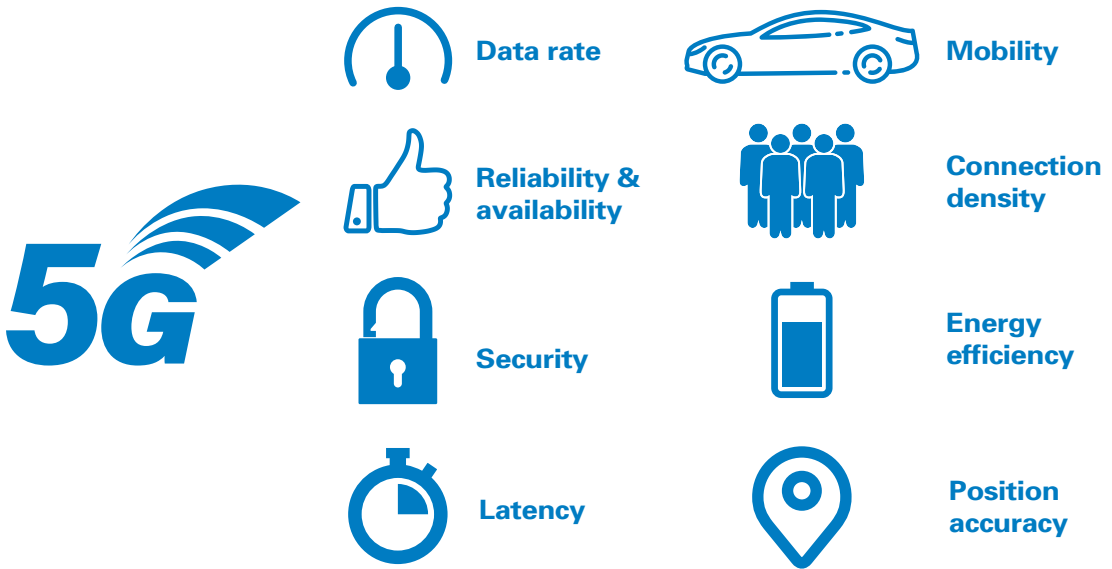 5G
Data rate
Mobility
Reliability &
availability
Connection
density
Security
Energy
efficiency
Latency
Position
accuracy